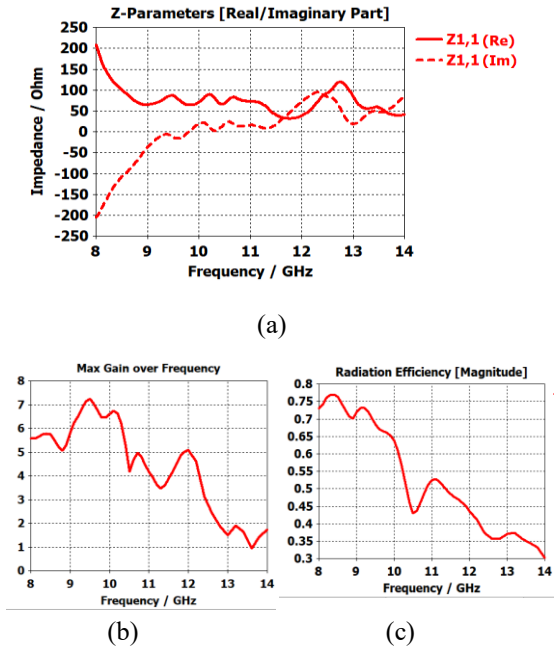 Z-Parameters [Real/Imaginary Part]
250
200
150
100
50
0
-50
-100
-150
-200
-250
Impedance / Ohm
8 9 10 11 12 13 14
Frequency / GHz
Z1,1 (Re)
Z1,1 (Im)
(a)
Max Gain over Frequency
8
7
6
5
4
3
2
1
0
8 9 10 11 12 13 14
Frequency / GHz
(b)
Radiation Efficiency [Magnitude]
0.8
0.75
0.7
0.65
0.6
0.55
0.5
0.45
0.4
0.35
0.3
8 9 10 11 12 13 14
Frequency / GHz
(c)